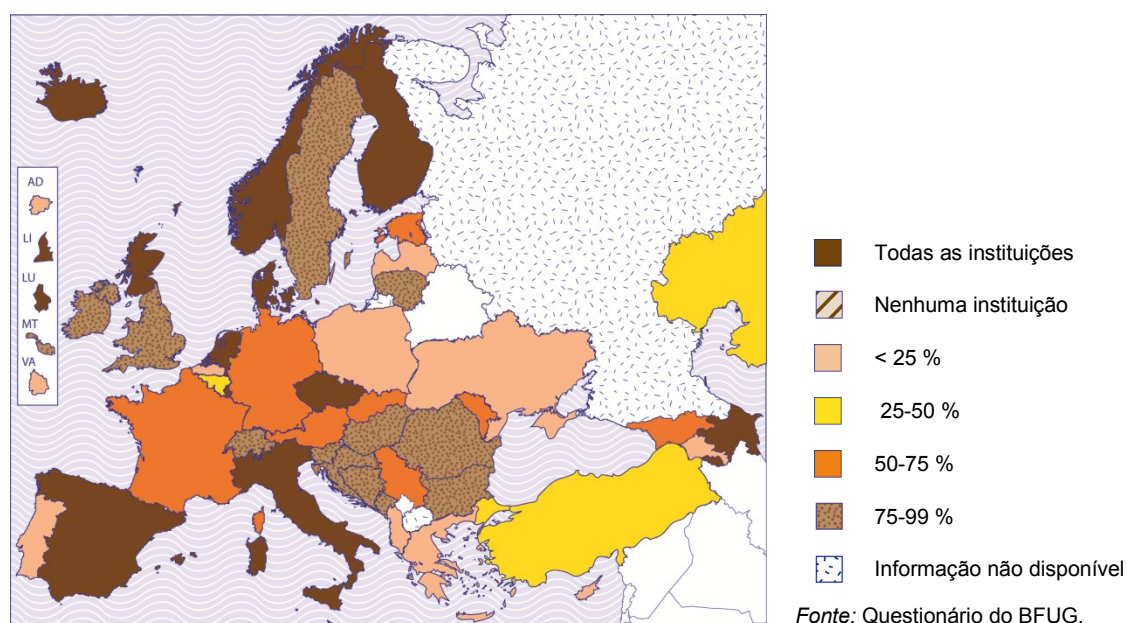 AD
LI
LU
MT
VA
Todas as instituições
Nenhuma instituição
< 25 %
25-50 %
50-75 %
75-99 %
Informação não disponível
Fonte: Questionário do BFUG.